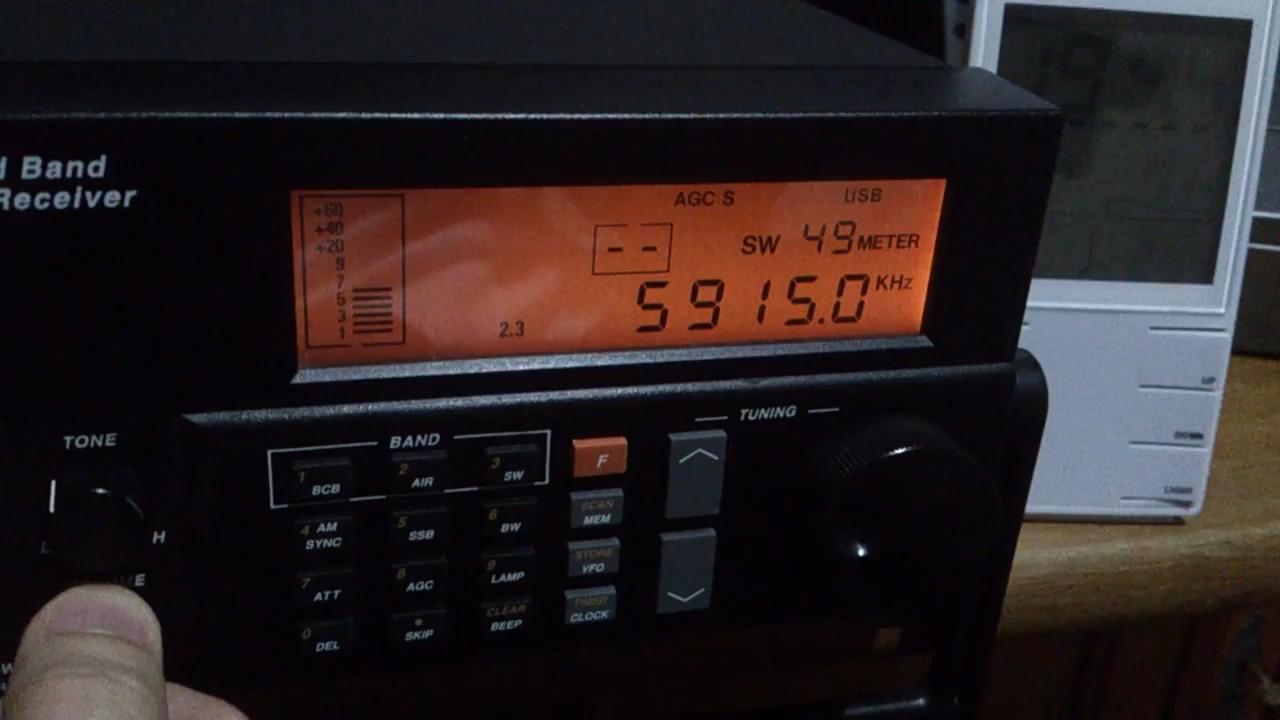 Band
Receiver
+60
+40
+20
9
7
5
3
1
AGC S
USB
--
SW 49 METER
5915.0 KHz
2.3
TONE
H
BAND
1 BCB
2 AIR
3 SW
4 AM SYNC
5 SSB
6 BW
7 ATT
8 AGC
9 LAMP
0 DEL
• SKIP
CLEAR
BEEP
F
SCAN
MEM
STORE
VFO
TIMER
CLOCK
TUNING
UP
DOWN
LIGHT